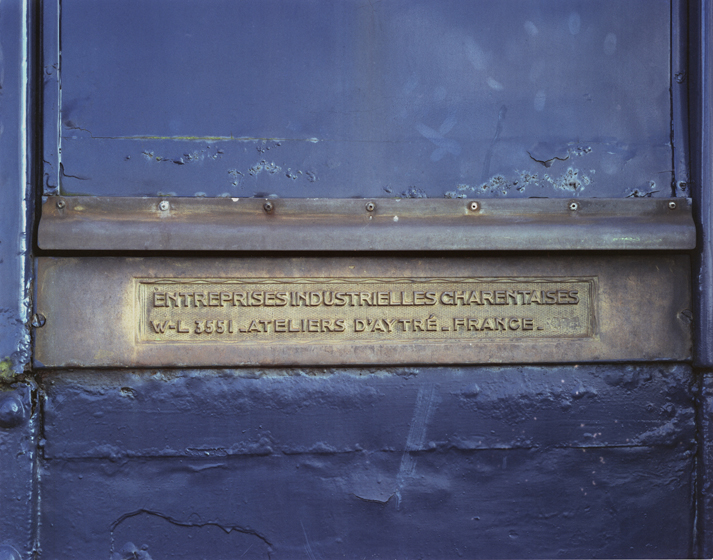 ENTREPRISES INDUSTRIELLES CHARENTAISES
W-L 3551 - ATELIERS D'AYTRÉ - FRANCE -